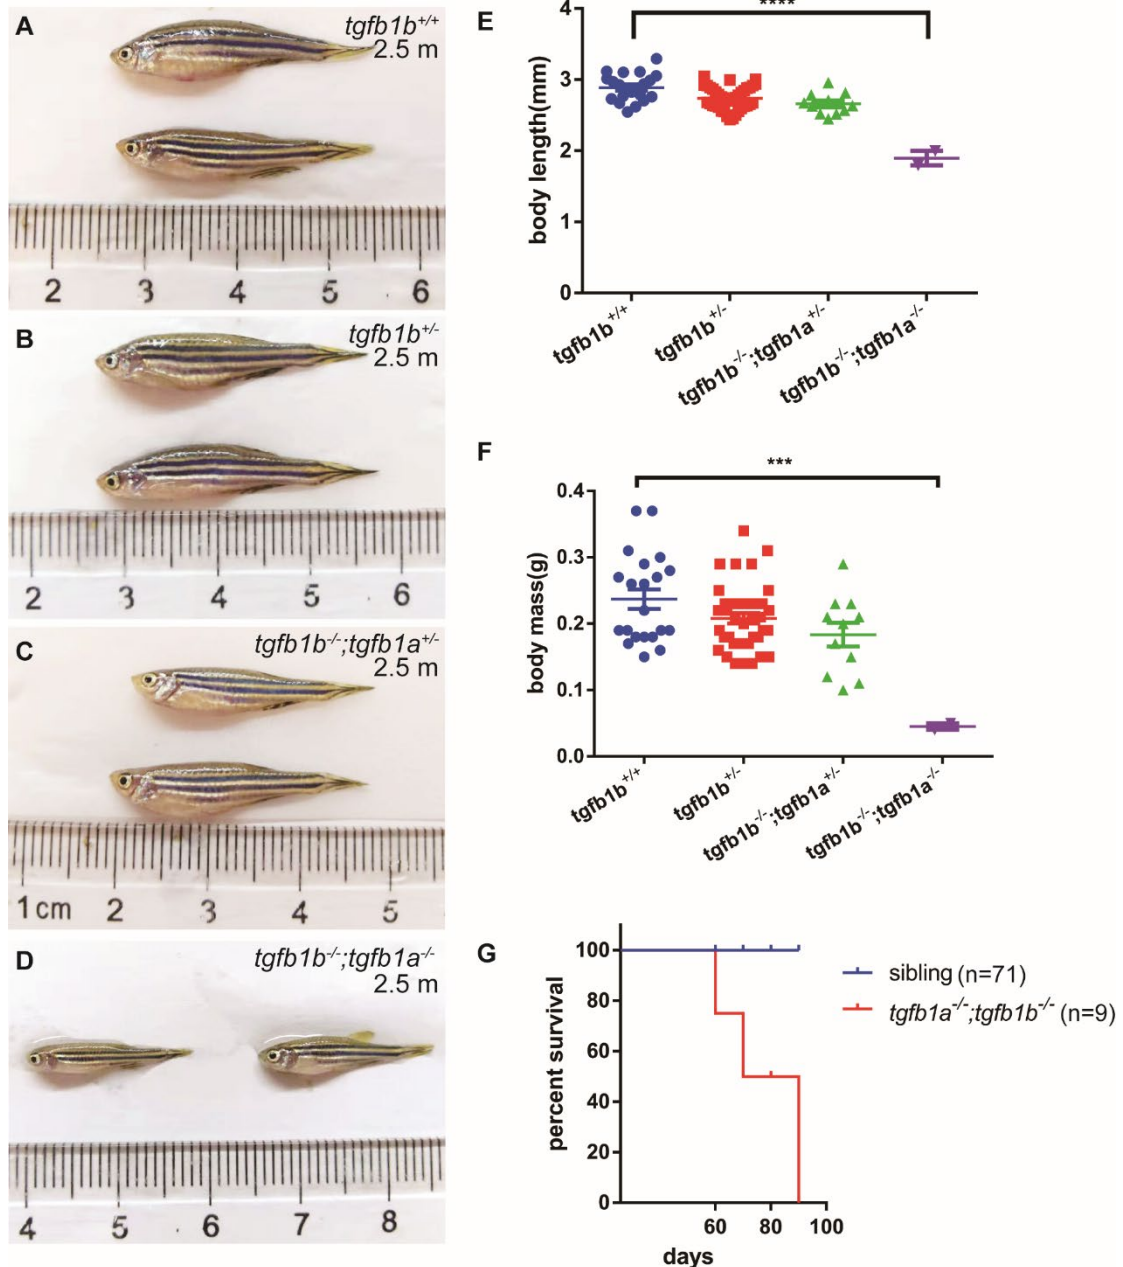 A
tgfb1b+/+
2.5 m
2 3 4 5 6
B
tgfb1b+/-
2.5 m
2 3 4 5 6
C
tgfb1b-/-;tgfb1a+/-
2.5 m
1 cm 2 3 4 5
D
tgfb1b-/-;tgfb1a-/-
2.5 m
4 5 6 7 8
E
****
body length(mm)
4
3
2
1
0
tgfb1b+/+
tgfb1b+/-
tgfb1b-/-;tgfb1a+/-
tgfb1b-/-;tgfb1a-/-
F
***
body mass(g)
0.4
0.3
0.2
0.1
0.0
tgfb1b+/+
tgfb1b+/-
tgfb1b-/-;tgfb1a+/-
tgfb1b-/-;tgfb1a-/-
G
percent survival
100
80
60
40
20
0
60 80 100
days
sibling (n=71)
tgfb1a-/-;tgfb1b-/- (n=9)